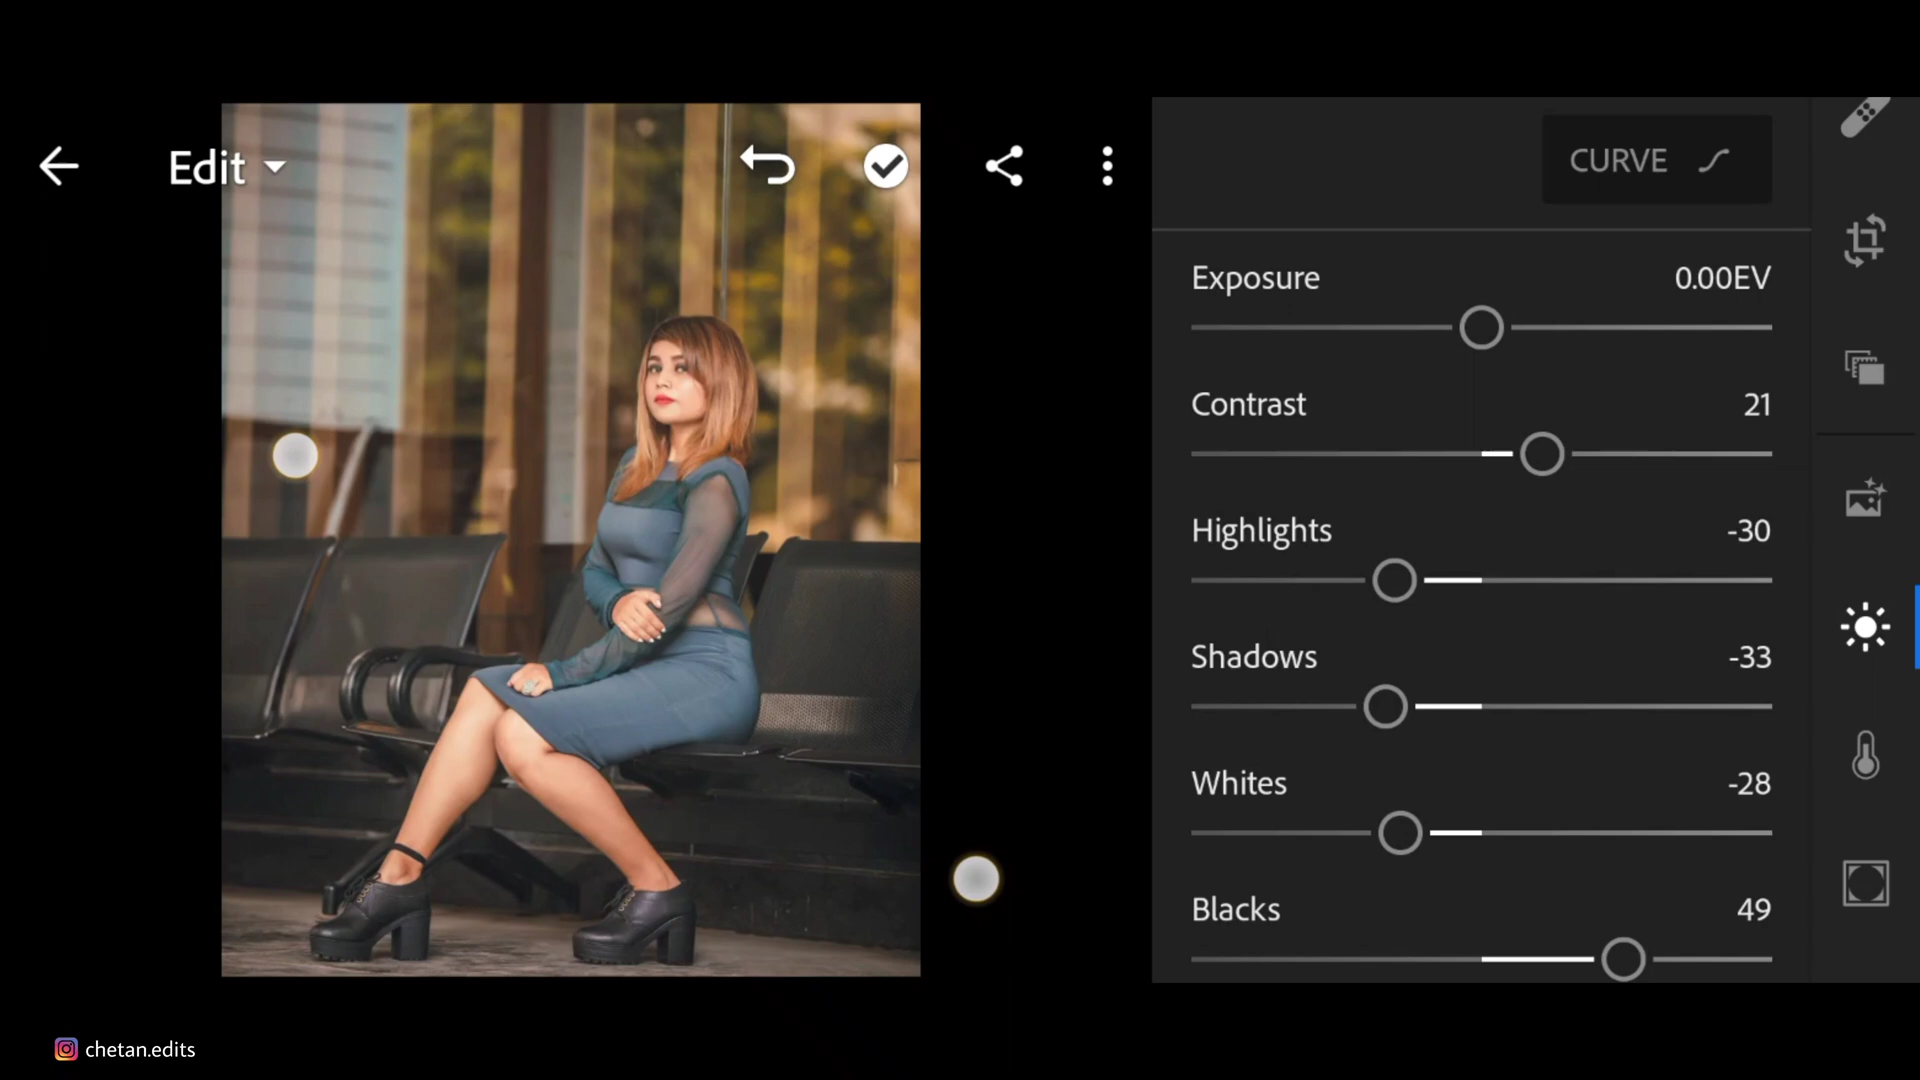 Edit
CURVE
Exposure 0.00EV
Contrast 21
Highlights -30
Shadows -33
Whites -28
Blacks 49
chetan.edits